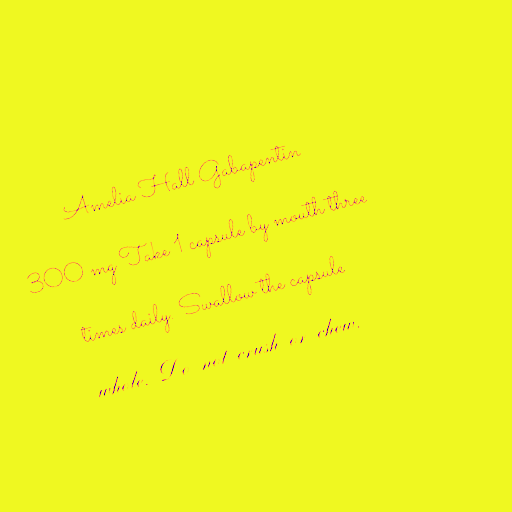 Amelia Hall Gabapentin
300 mg Take 1 capsule by mouth three
times daily Swallow the capsule
whole. Do not crush or chew.